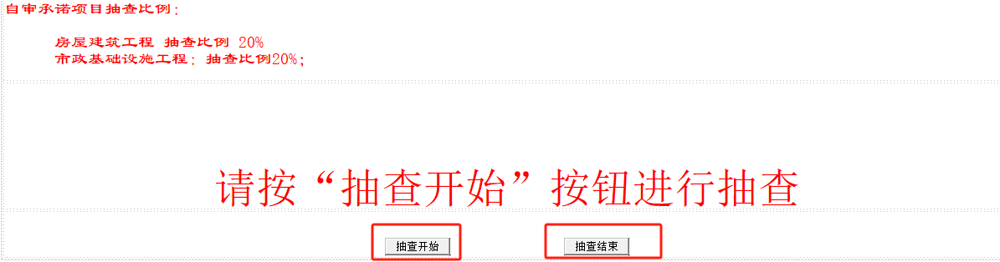 自审承诺项目抽查比例：
房屋建筑工程 抽查比例 20%
市政基础设施工程：抽查比例20%；
请按“抽查开始”按钮进行抽查
抽查开始 抽查结束